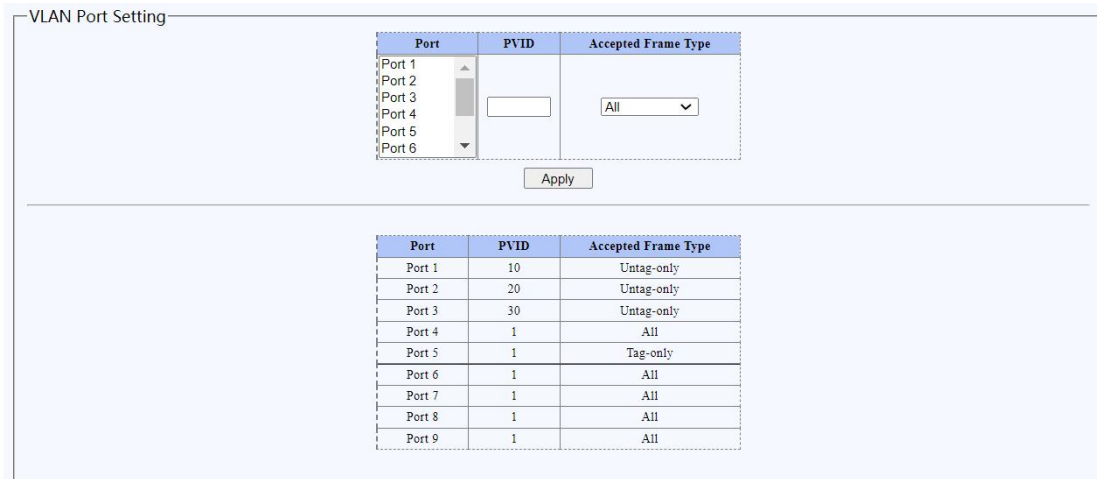 VLAN Port Setting
Port PVID Accepted Frame Type
Port 1
Port 2
Port 3
Port 4
Port 5
Port 6
All
Apply
Port PVID Accepted Frame Type
Port 1 10 Untag-only
Port 2 20 Untag-only
Port 3 30 Untag-only
Port 4 1 All
Port 5 1 Tag-only
Port 6 1 All
Port 7 1 All
Port 8 1 All
Port 9 1 All